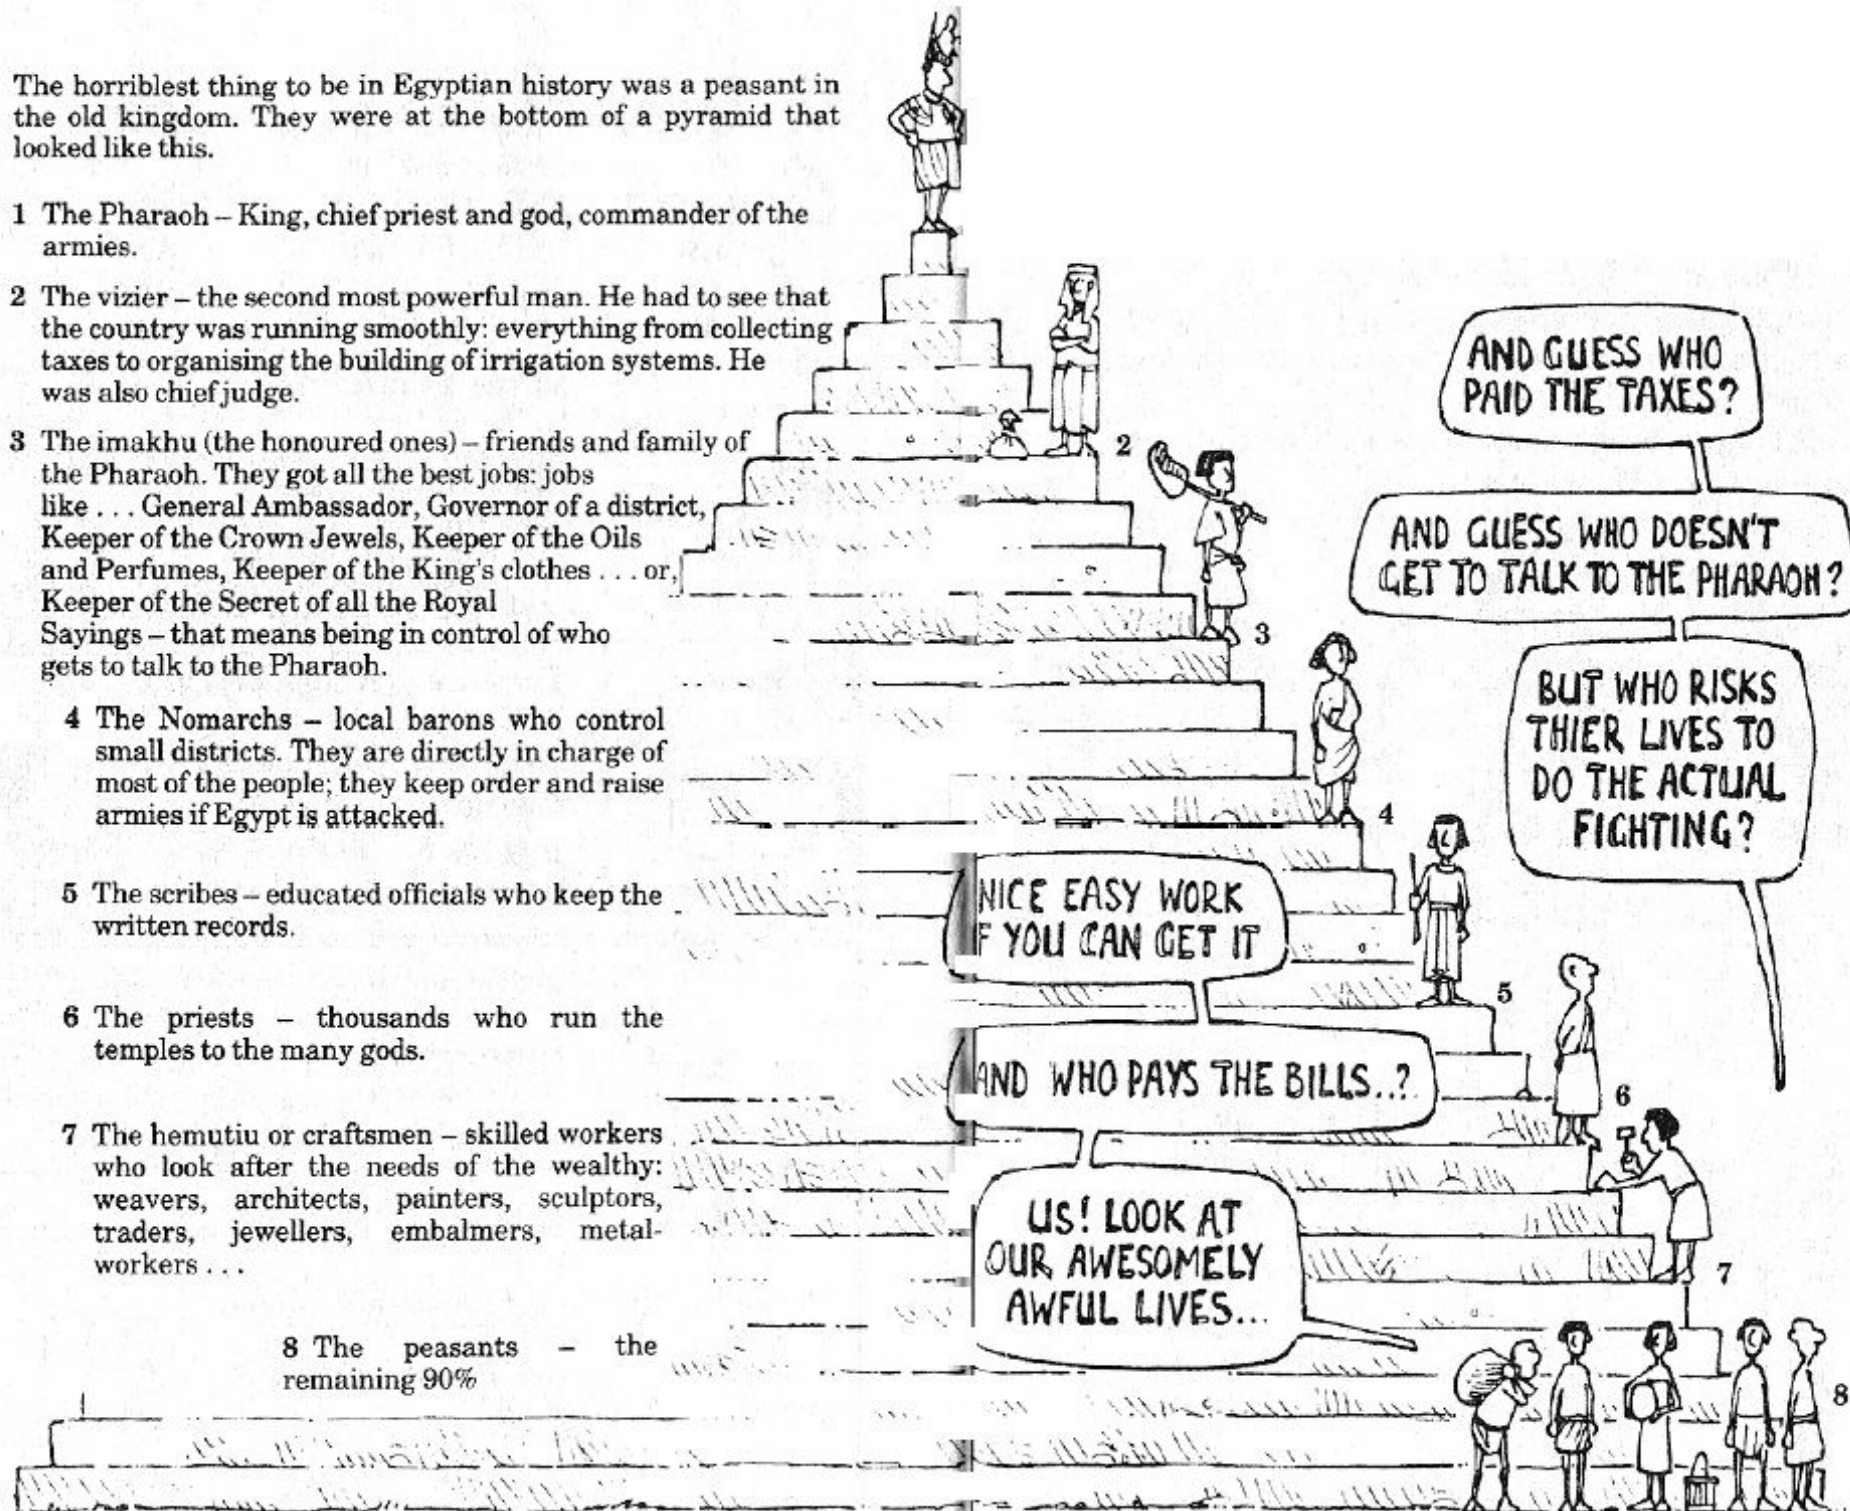 The horriblest thing to be in Egyptian history was a peasant in
the old kingdom. They were at the bottom of a pyramid that
looked like this.
1 The Pharaoh – King, chief priest and god, commander of the
armies.
2 The vizier – the second most powerful man. He had to see that
the country was running smoothly: everything from collecting
taxes to organising the building of irrigation systems. He
was also chief judge.
3 The imakhu (the honoured ones) – friends and family of
the Pharaoh. They got all the best jobs: jobs
like . . . General Ambassador, Governor of a district,
Keeper of the Crown Jewels, Keeper of the Oils
and Perfumes, Keeper of the King's clothes . . . or,
Keeper of the Secret of all the Royal
Sayings – that means being in control of who
gets to talk to the Pharaoh.
4 The Nomarchs – local barons who control
small districts. They are directly in charge of
most of the people; they keep order and raise
armies if Egypt is attacked.
5 The scribes – educated officials who keep the
written records.
6 The priests – thousands who run the
temples to the many gods.
7 The hemutiu or craftsmen – skilled workers
who look after the needs of the wealthy:
weavers, architects, painters, sculptors,
traders, jewellers, embalmers, metal-
workers . . .
8 The peasants – the
remaining 90%
2
3
4
5
6
7
8
AND GUESS WHO
PAID THE TAXES?
AND GUESS WHO DOESN'T
GET TO TALK TO THE PHARAOH?
BUT WHO RISKS
THIER LIVES TO
DO THE ACTUAL
FIGHTING?
NICE EASY WORK
F YOU CAN GET IT
AND WHO PAYS THE BILLS..?
US! LOOK AT
OUR AWESOMELY
AWFUL LIVES...